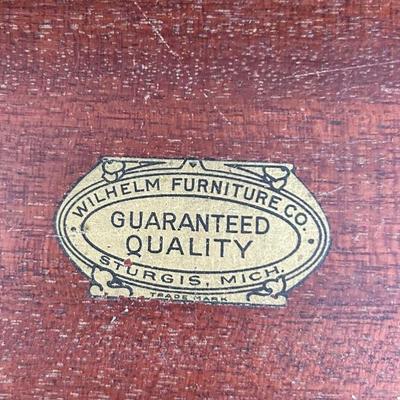 WILHELM FURNITURE CO.
GUARANTEED
QUALITY
STURGIS, MICH.
TRADE MARK